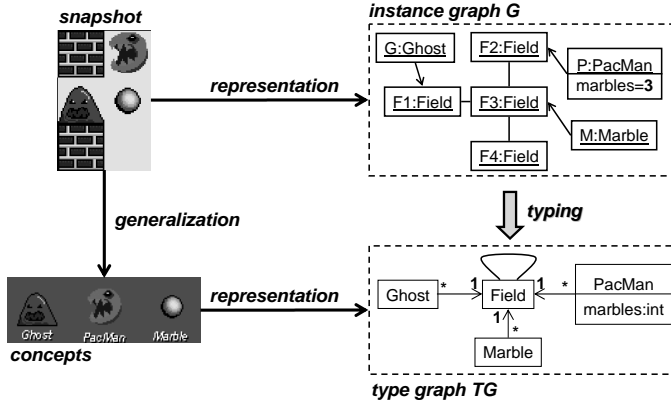 snapshot
instance graph G
G:Ghost
F2:Field
P:PacMan
marbles=3
representation
F1:Field
F3:Field
M:Marble
F4:Field
generalization
typing
Ghost
*
1
Field
1
*
PacMan
marbles:int
1
*
Marble
representation
Ghost
PacMan
Marble
concepts
type graph TG